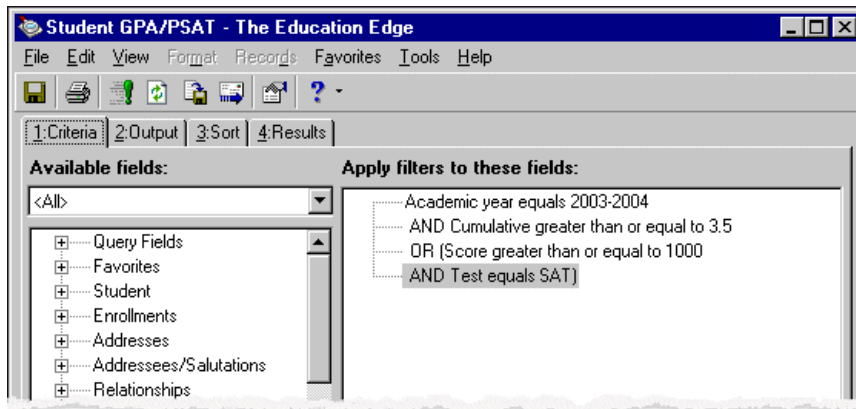 Student GPA/PSAT - The Education Edge
File Edit View Format Records Favorites Tools Help
1:Criteria 2:Output 3:Sort 4:Results
Available fields:
<All>
Query Fields
Favorites
Student
Enrollments
Addresses
Addressees/Salutations
Relationships
Apply filters to these fields:
Academic year equals 2003-2004
AND Cumulative greater than or equal to 3.5
OR (Score greater than or equal to 1000
AND Test equals SAT)